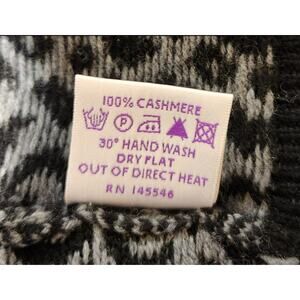 100% CASHMERE
P
30° HAND WASH
DRY FLAT
OUT OF DIRECT HEAT
RN 145546